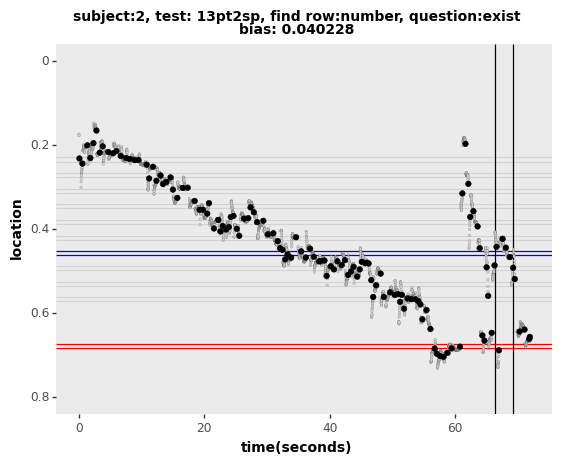 subject:2, test: 13pt2sp, find row:number, question:exist
bias: 0.040228
0
0.2
0.4
0.6
0.8
location
0
20
40
60
time(seconds)